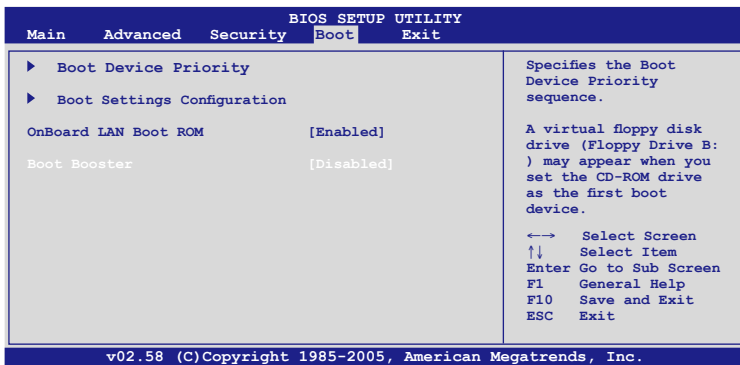 BIOS SETUP UTILITY
Main Advanced Security Boot Exit
Boot Device Priority
Boot Settings Configuration
OnBoard LAN Boot ROM [Enabled]
Boot Booster [Disabled]
Specifies the Boot
Device Priority
sequence.
A virtual floppy disk
drive (Floppy Drive B:
) may appear when you
set the CD-ROM drive
as the first boot
device.
←→ Select Screen
↑↓ Select Item
Enter Go to Sub Screen
F1 General Help
F10 Save and Exit
ESC Exit
v02.58 (C)Copyright 1985-2005, American Megatrends, Inc.